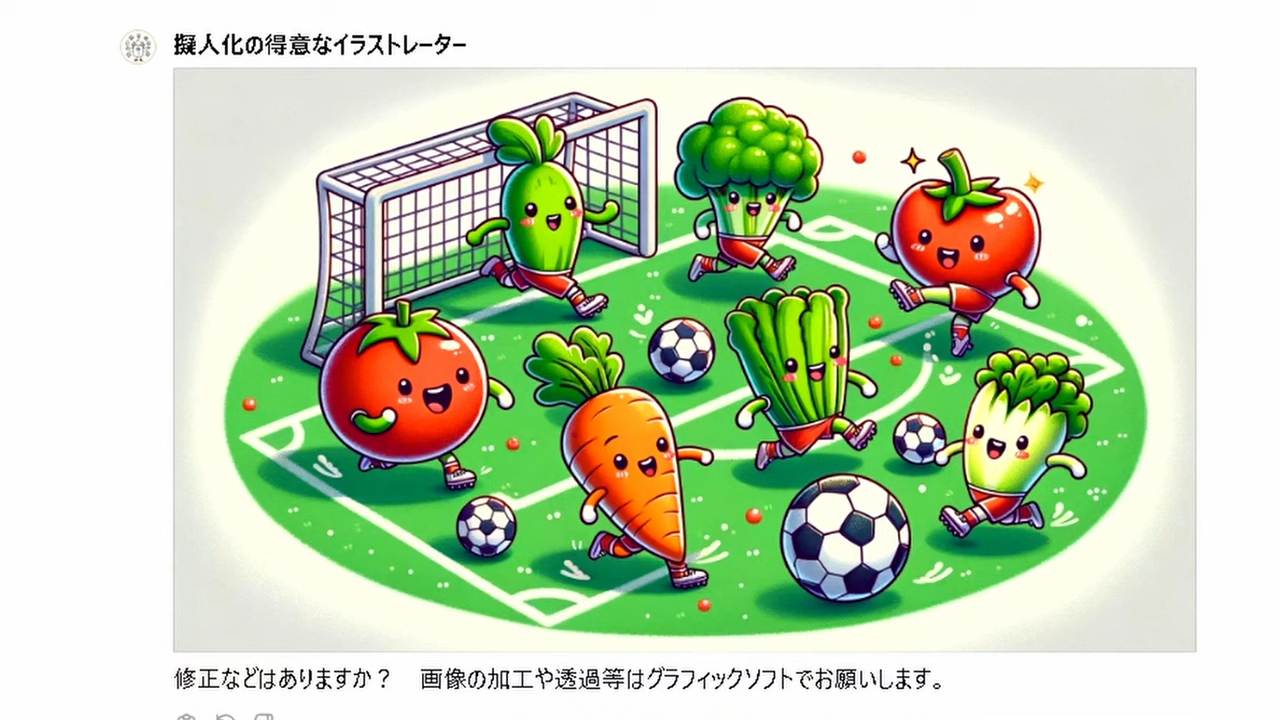 擬人化の得意なイラストレーター
修正などはありますか？　画像の加工や透過等はグラフィックソフトでお願いします。